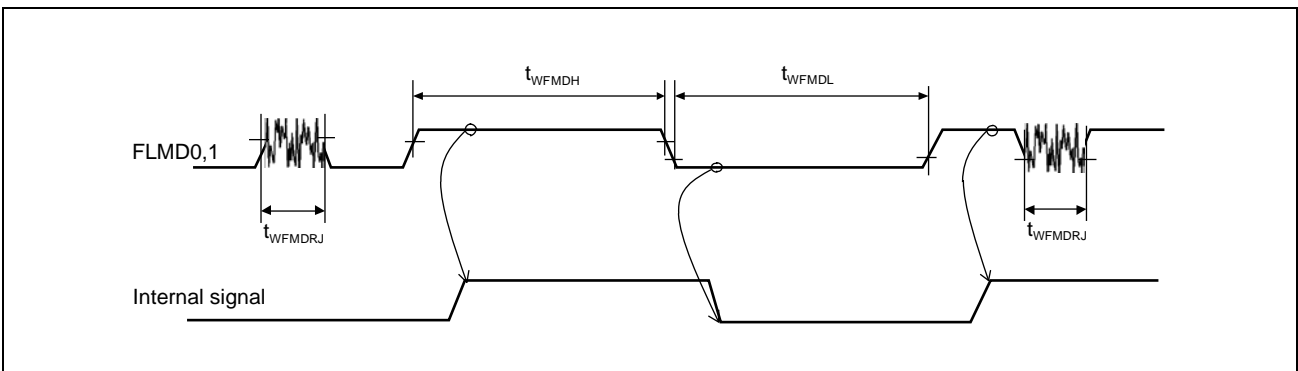 tWFMDH
tWFMDL
FLMD0,1
tWFMDRJ
tWFMDRJ
Internal signal